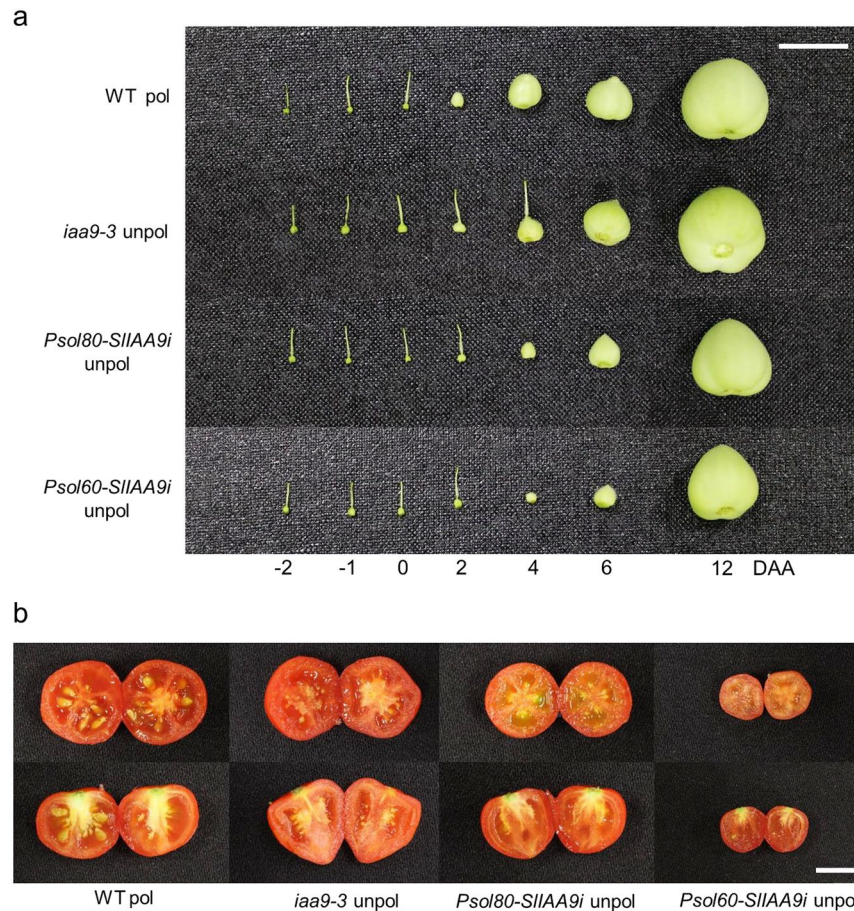 a
WT pol
iaa9-3 unpol
Psol80-SlIAA9i
unpol
Psol60-SlIAA9i
unpol
-2 -1 0 2 4 6 12 DAA
b
WT pol iaa9-3 unpol Psol80-SlIAA9i unpol Psol60-SlIAA9i unpol